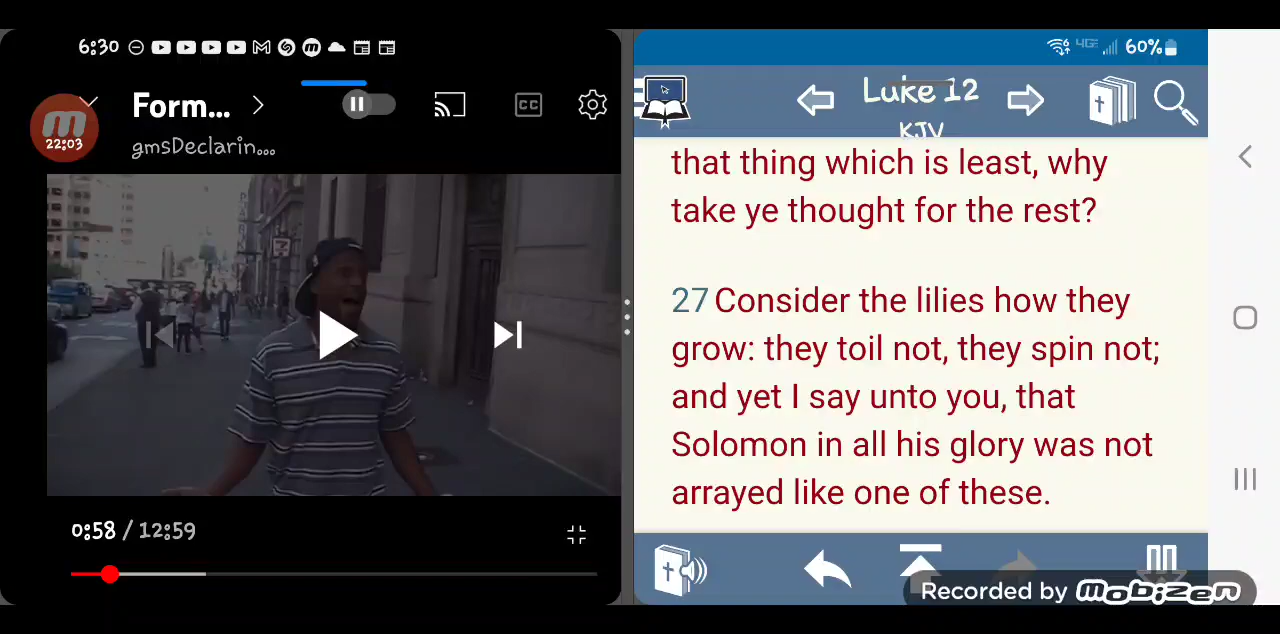 6:30
22:03
Form...
gmsDeclarin...
CC
0:58 / 12:59
4GE 60%
Luke 12
KJV
that thing which is least, why
take ye thought for the rest?
27 Consider the lilies how they
grow: they toil not, they spin not;
and yet I say unto you, that
Solomon in all his glory was not
arrayed like one of these.
Recorded by mobizen